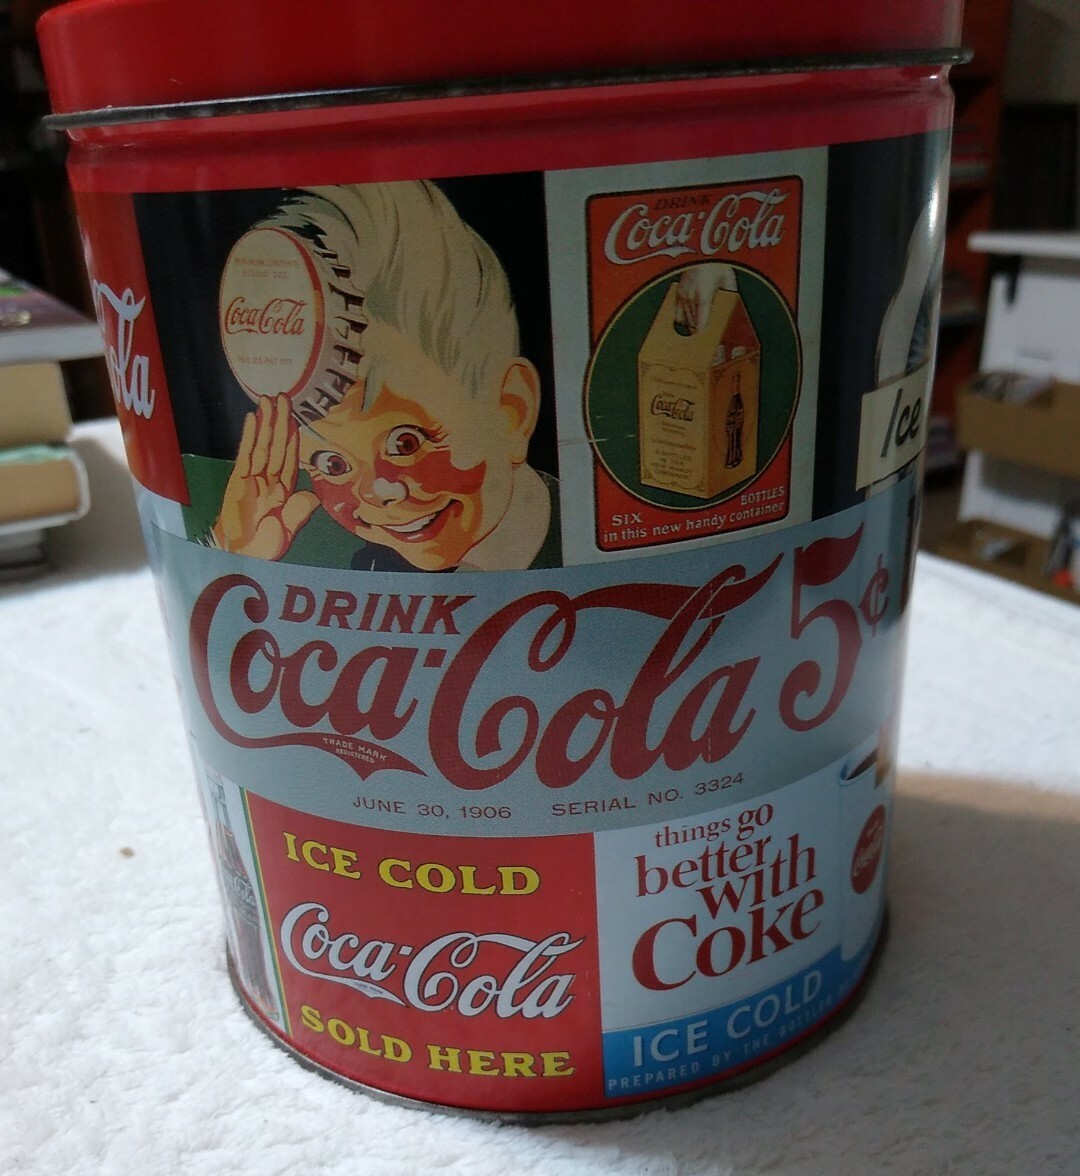 Coca-Cola
DRINK
Coca-Cola
Coca-Cola
SIX BOTTLES
in this new handy container
Ice
DRINK
Coca-Cola 5¢
TRADE MARK
REGISTERED
JUNE 30, 1906 SERIAL NO. 3324
ICE COLD
Coca-Cola
SOLD HERE
things go
better
with
Coke
ICE COLD
PREPARED BY THE BOTTLER